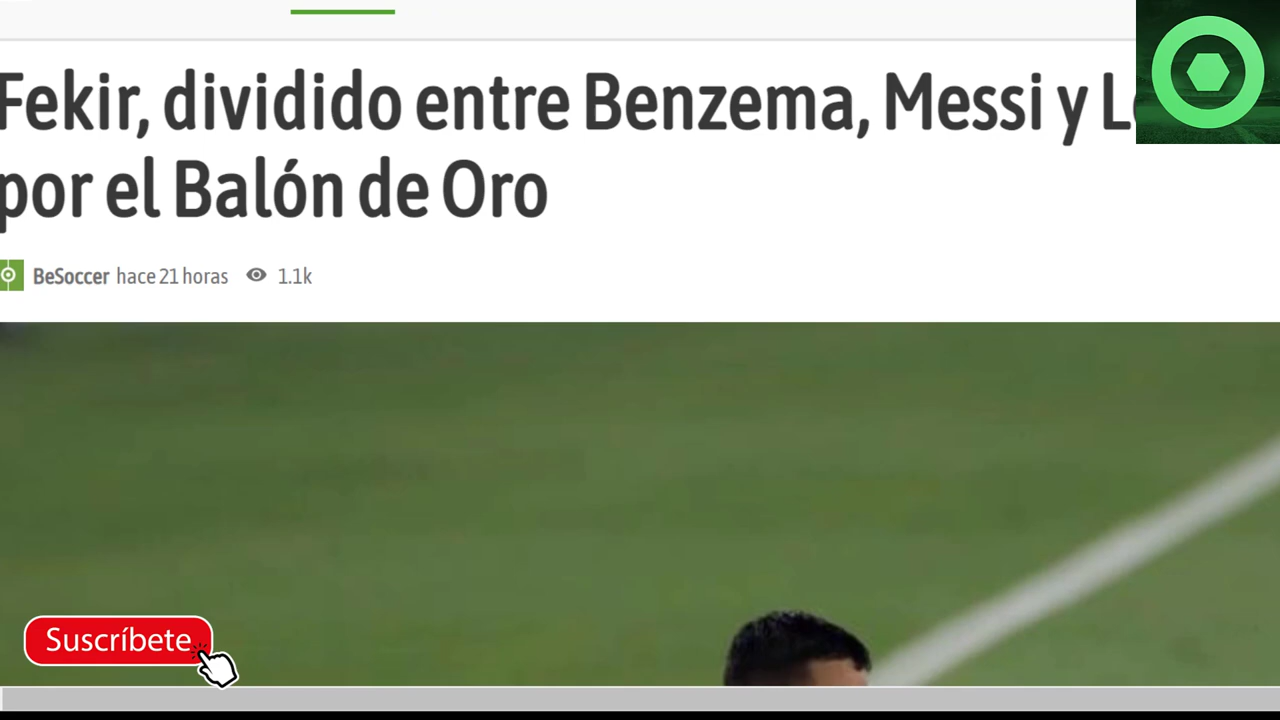 Fekir, dividido entre Benzema, Messi y
por el Balón de Oro
BeSoccer hace 21 horas 1.1k
Suscríbete